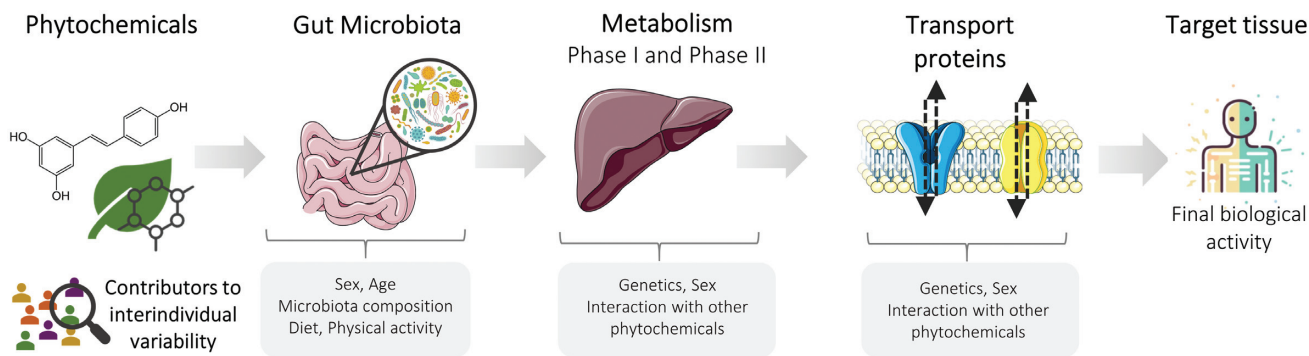 Phytochemicals
OH
HO
OH
Contributors to
interindividual
variability
Gut Microbiota
Sex, Age
Microbiota composition
Diet, Physical activity
Metabolism
Phase I and Phase II
Genetics, Sex
Interaction with other
phytochemicals
Transport
proteins
Genetics, Sex
Interaction with other
phytochemicals
Target tissue
Final biological
activity